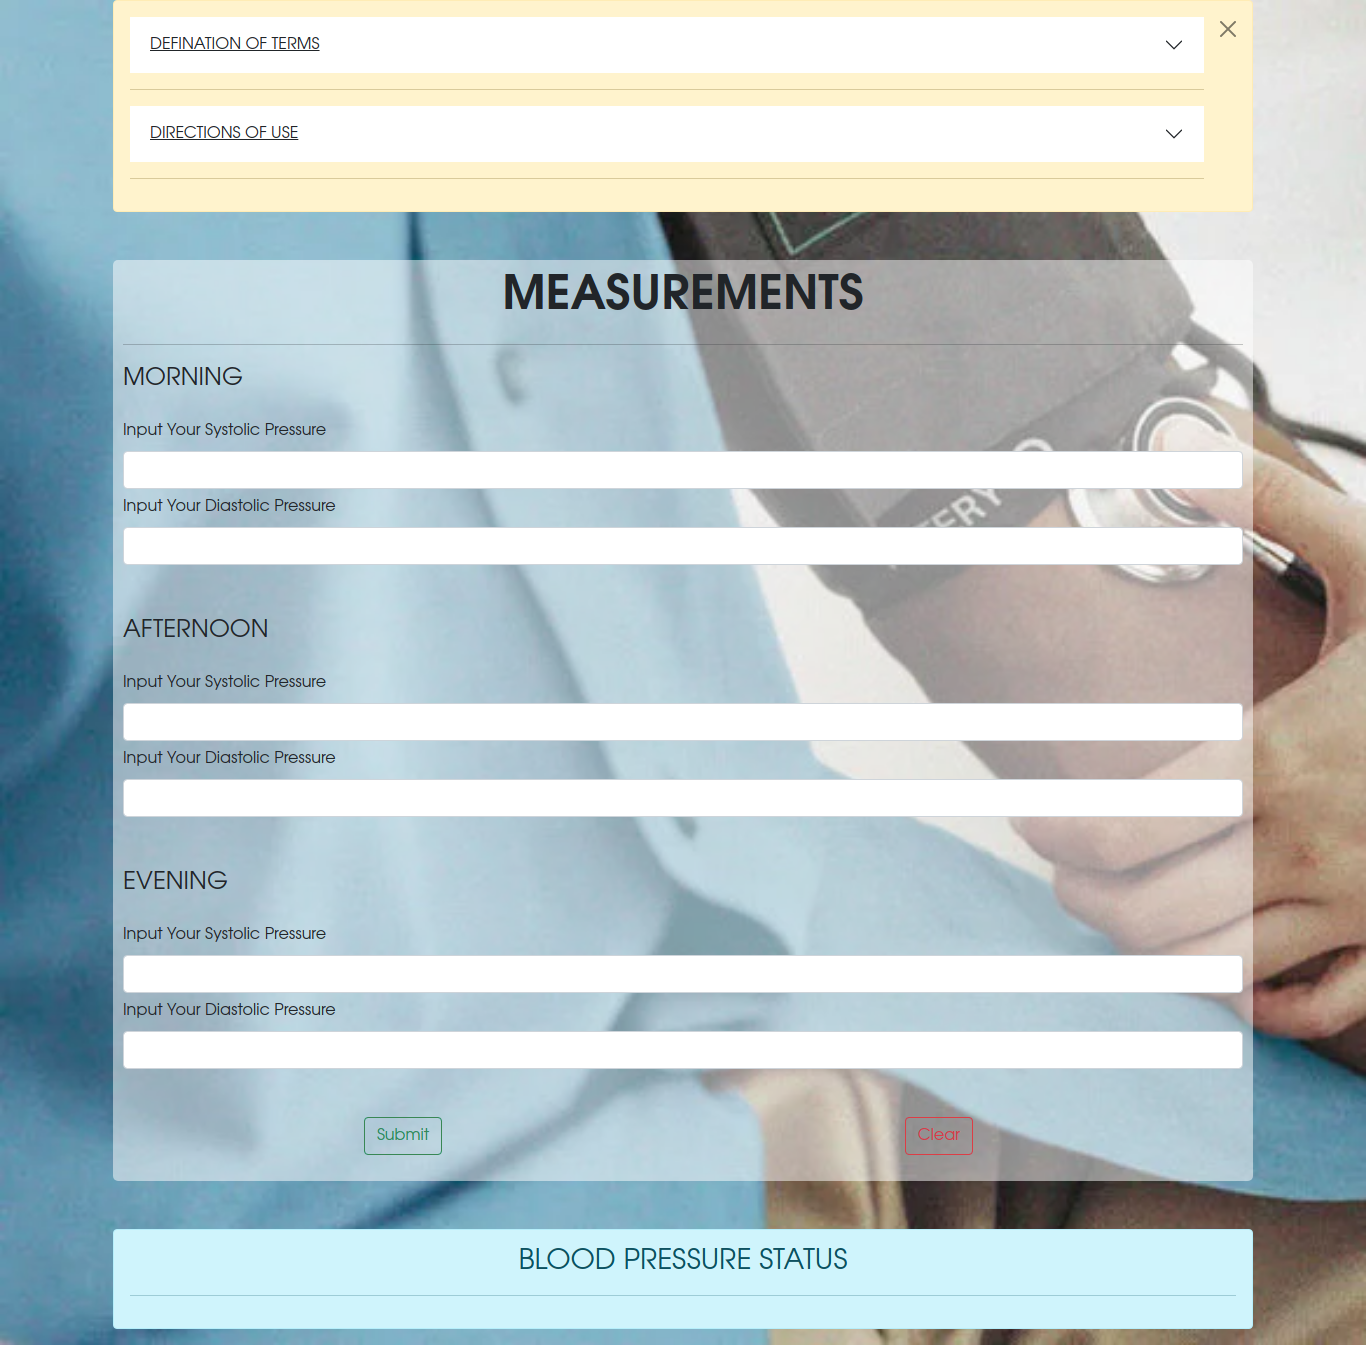 DEFINATION OF TERMS
DIRECTIONS OF USE
MEASUREMENTS
MORNING
Input Your Systolic Pressure
Input Your Diastolic Pressure
AFTERNOON
Input Your Systolic Pressure
Input Your Diastolic Pressure
EVENING
Input Your Systolic Pressure
Input Your Diastolic Pressure
Submit
Clear
BLOOD PRESSURE STATUS